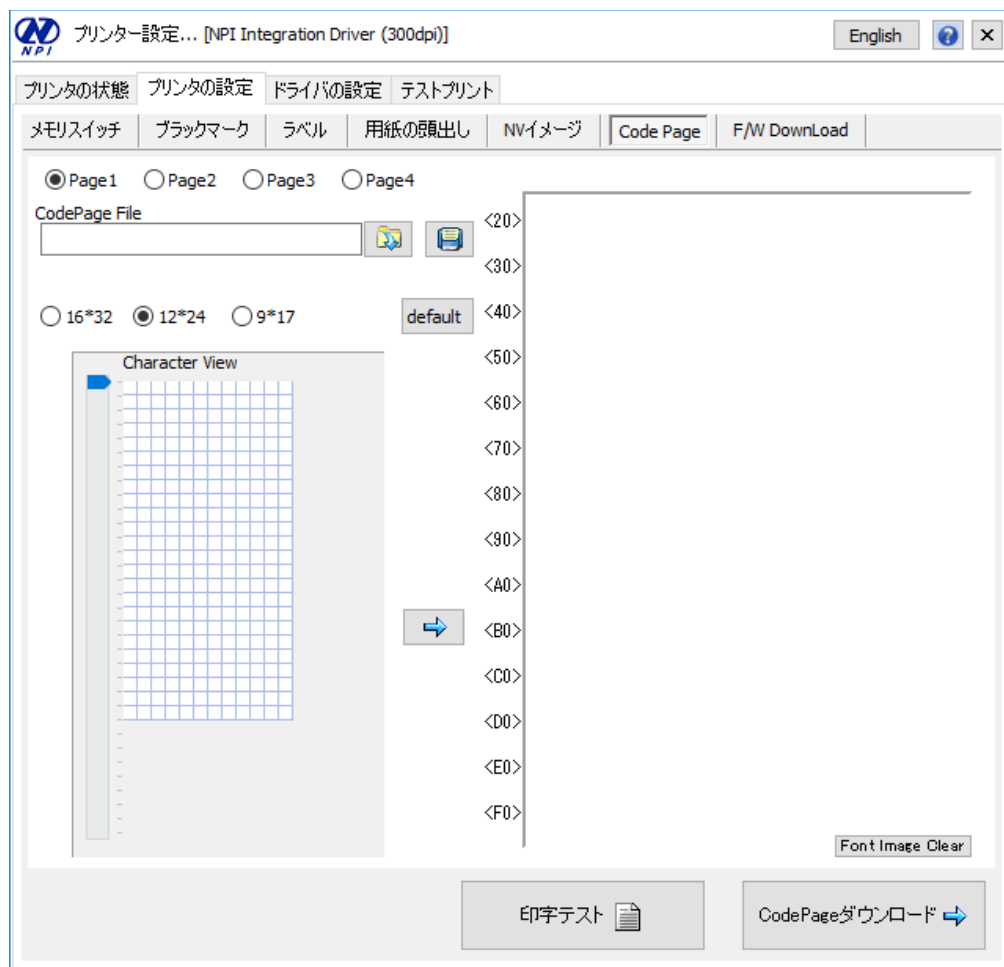 NPI プリンター設定... [NPI Integration Driver (300dpi)] English ?
プリンタの状態 プリンタの設定 ドライバの設定 テストプリント
メモリスイッチ ブラックマーク ラベル 用紙の頭出し NVイメージ Code Page F/W DownLoad
Page1 Page2 Page3 Page4
CodePage File
16*32 12*24 9*17 default
Character View
<20>
<30>
<40>
<50>
<60>
<70>
<80>
<90>
<A0>
<B0>
<C0>
<D0>
<E0>
<F0>
Font Image Clear
印字テスト CodePageダウンロード